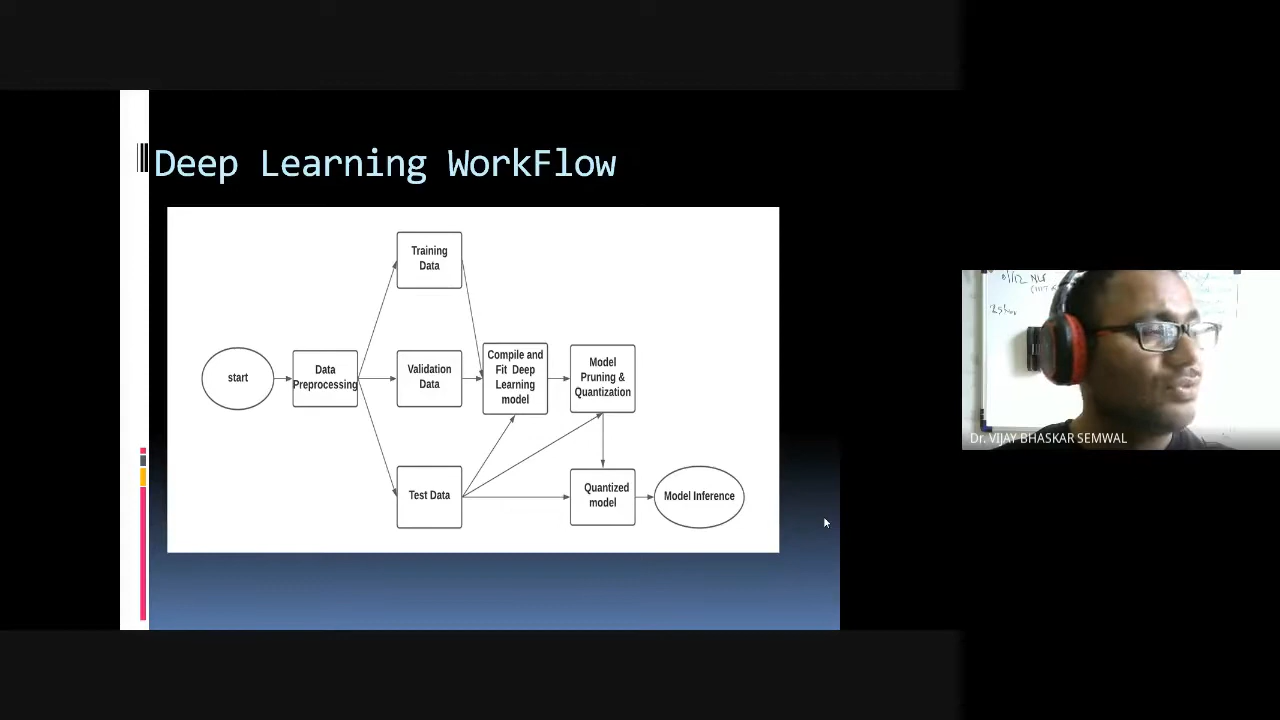 Deep Learning WorkFlow
Training
Data
start
Data
Preprocessing
Validation
Data
Compile and
Fit Deep
Learning
model
Model
Pruning &
Quantization
Test Data
Quantized
model
Model Inference
Dr. VIJAY BHASKAR SEMWAL